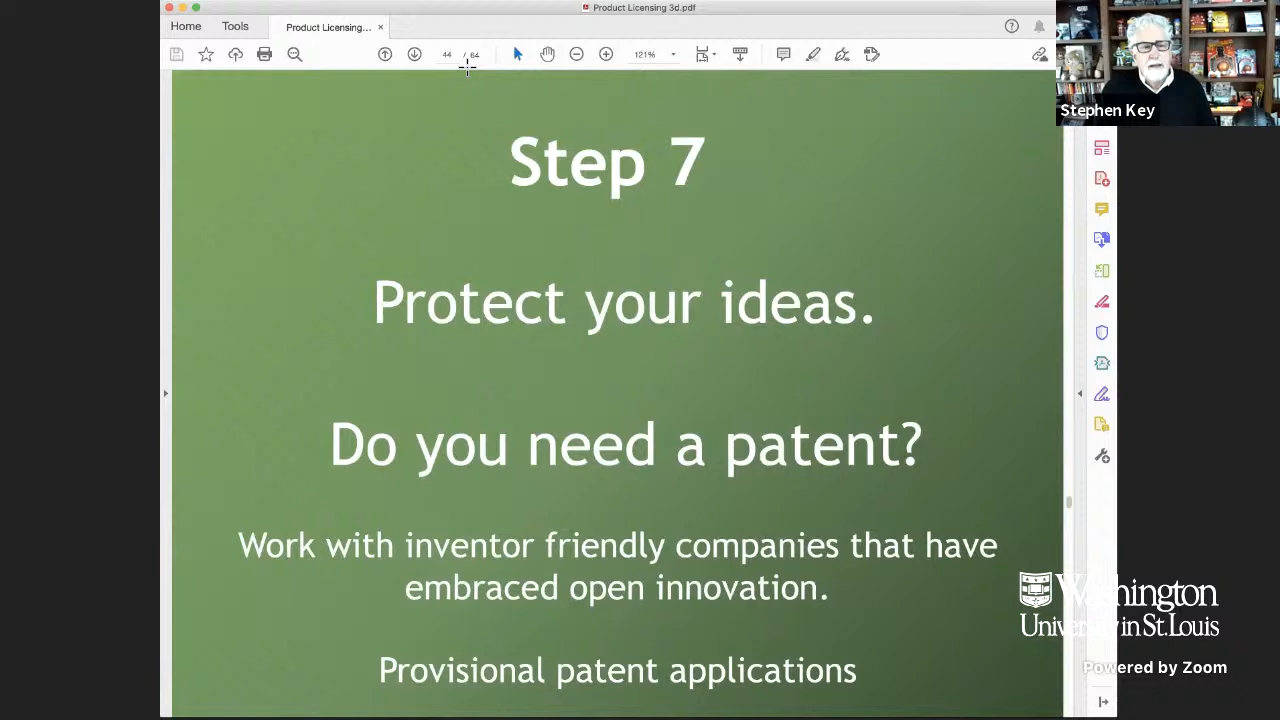 Product Licensing 3d.pdf
Home
Tools
Product Licensing...
44 / 64
121%
Stephen Key
Step 7
Protect your ideas.
Do you need a patent?
Work with inventor friendly companies that have
embraced open innovation.
Provisional patent applications
Washington
University in St. Louis
Powered by Zoom